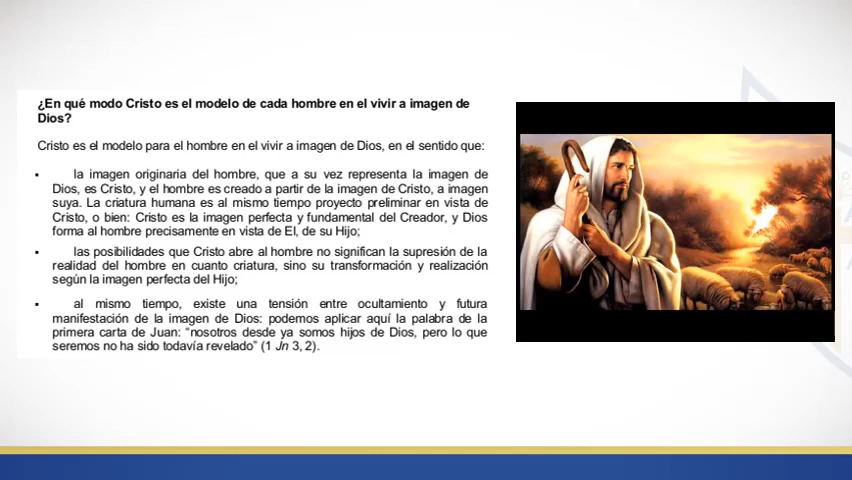 ¿En qué modo Cristo es el modelo de cada hombre en el vivir a imagen de
Dios?
Cristo es el modelo para el hombre en el vivir a imagen de Dios, en el sentido que:
▪ la imagen originaria del hombre, que a su vez representa la imagen de
Dios, es Cristo, y el hombre es creado a partir de la imagen de Cristo, a imagen
suya. La criatura humana es al mismo tiempo proyecto preliminar en vista de
Cristo, o bien: Cristo es la imagen perfecta y fundamental del Creador, y Dios
forma al hombre precisamente en vista de El, de su Hijo;
▪ las posibilidades que Cristo abre al hombre no significan la supresión de la
realidad del hombre en cuanto criatura, sino su transformación y realización
según la imagen perfecta del Hijo;
▪ al mismo tiempo, existe una tensión entre ocultamiento y futura
manifestación de la imagen de Dios: podemos aplicar aquí la palabra de la
primera carta de Juan: “nosotros desde ya somos hijos de Dios, pero lo que
seremos no ha sido todavía revelado” (1 Jn 3, 2).